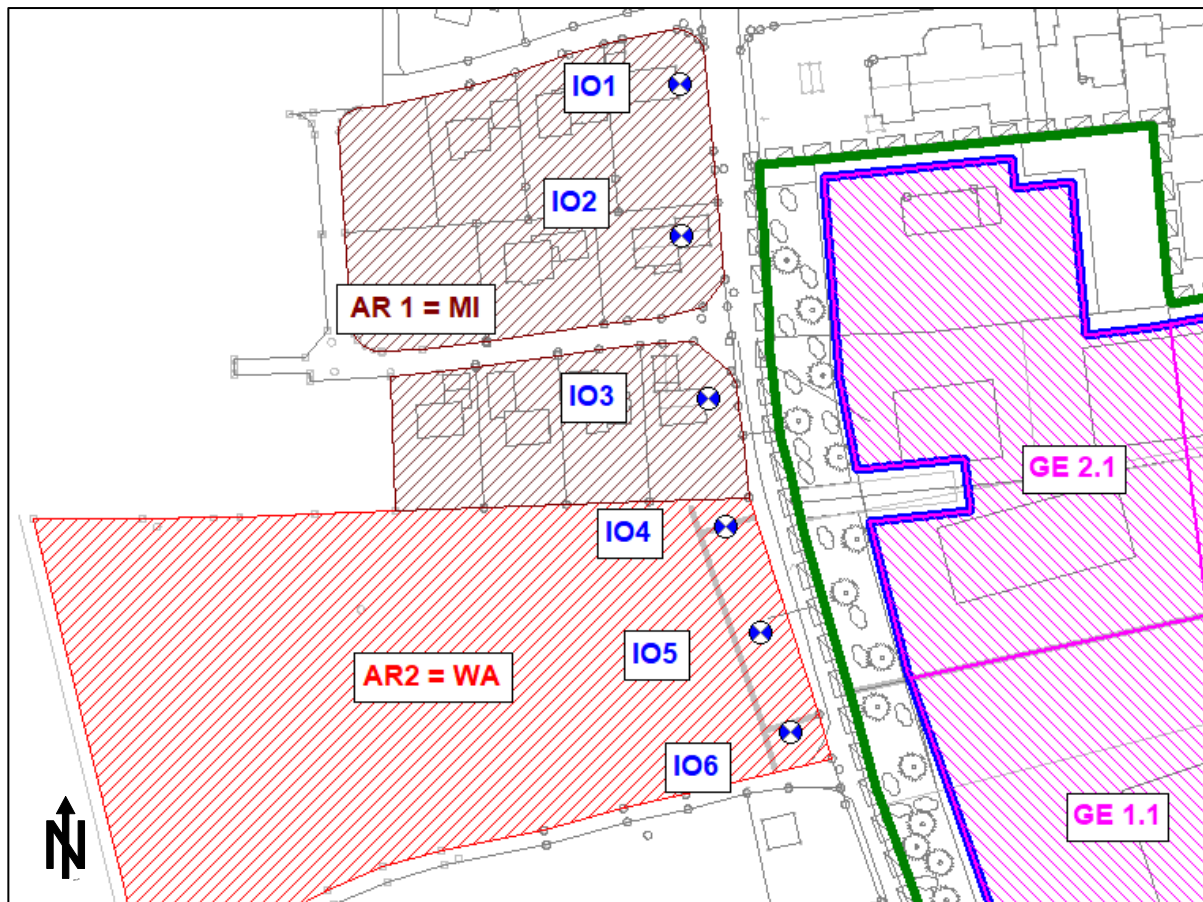 IO1
IO2
AR 1 = MI
IO3
GE 2.1
IO4
IO5
AR2 = WA
IO6
GE 1.1
N